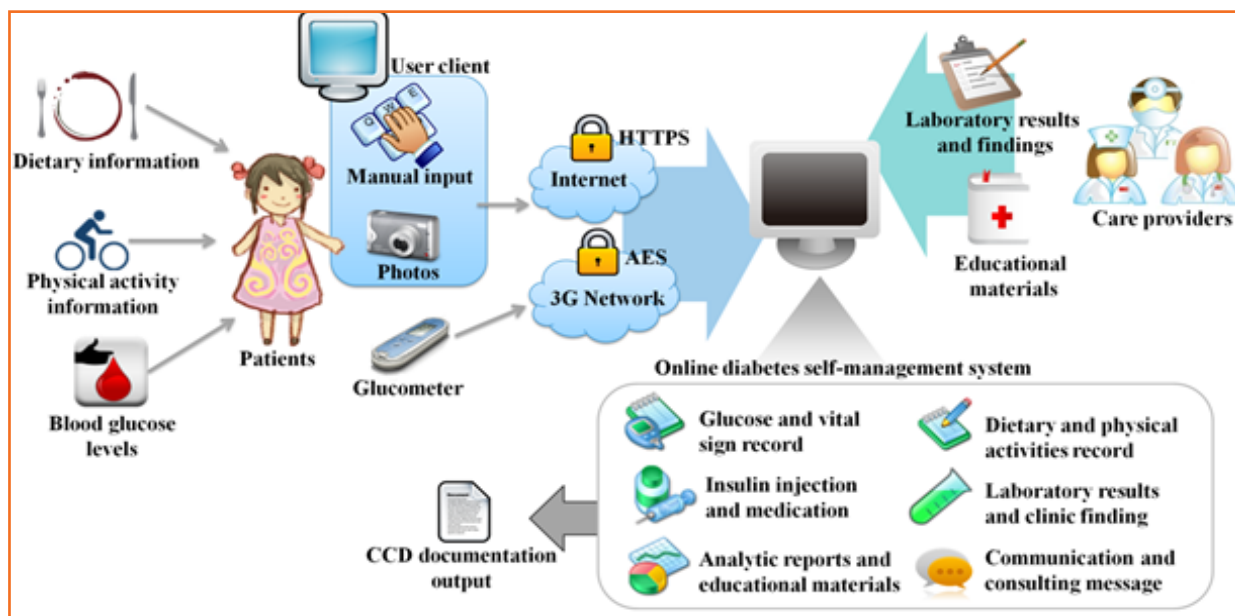 User client
Dietary information
Manual input
Physical activity
information
Photos
Blood glucose
levels
Patients
Glucometer
HTTPS
Internet
AES
3G Network
Laboratory results
and findings
Educational
materials
Care providers
Online diabetes self-management system
Glucose and vital
sign record
Dietary and physical
activities record
Insulin injection
and medication
Laboratory results
and clinic finding
Analytic reports and
educational materials
Communication and
consulting message
CCD documentation
output